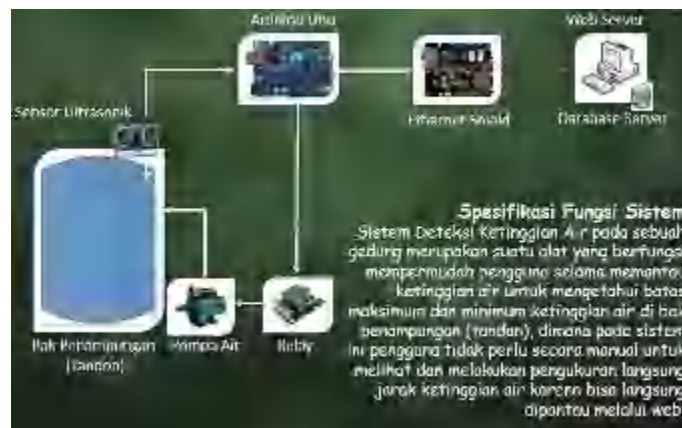 Arduino Uno
Web Server
Sensor Ultrasonik
Ethernet Shield
Database Server
Spesifikasi Fungsi Sistem
Sistem Deteksi Ketinggian Air pada sebuah
gedung merupakan suatu alat yang berfungsi
mempermudah pengguna selama memantau
ketinggian air untuk mengetahui batas
maksimum dan minimum ketinggian air di bak
penampungan (tandon), dimana pada sistem
ini pengguna tidak perlu secara manual untuk
melihat dan melakukan pengukuran langsung
jarak ketinggian air karena bisa langsung
dipantau melalui web
Bak Penampungan
(Tandon)
Pompa Air
Relay